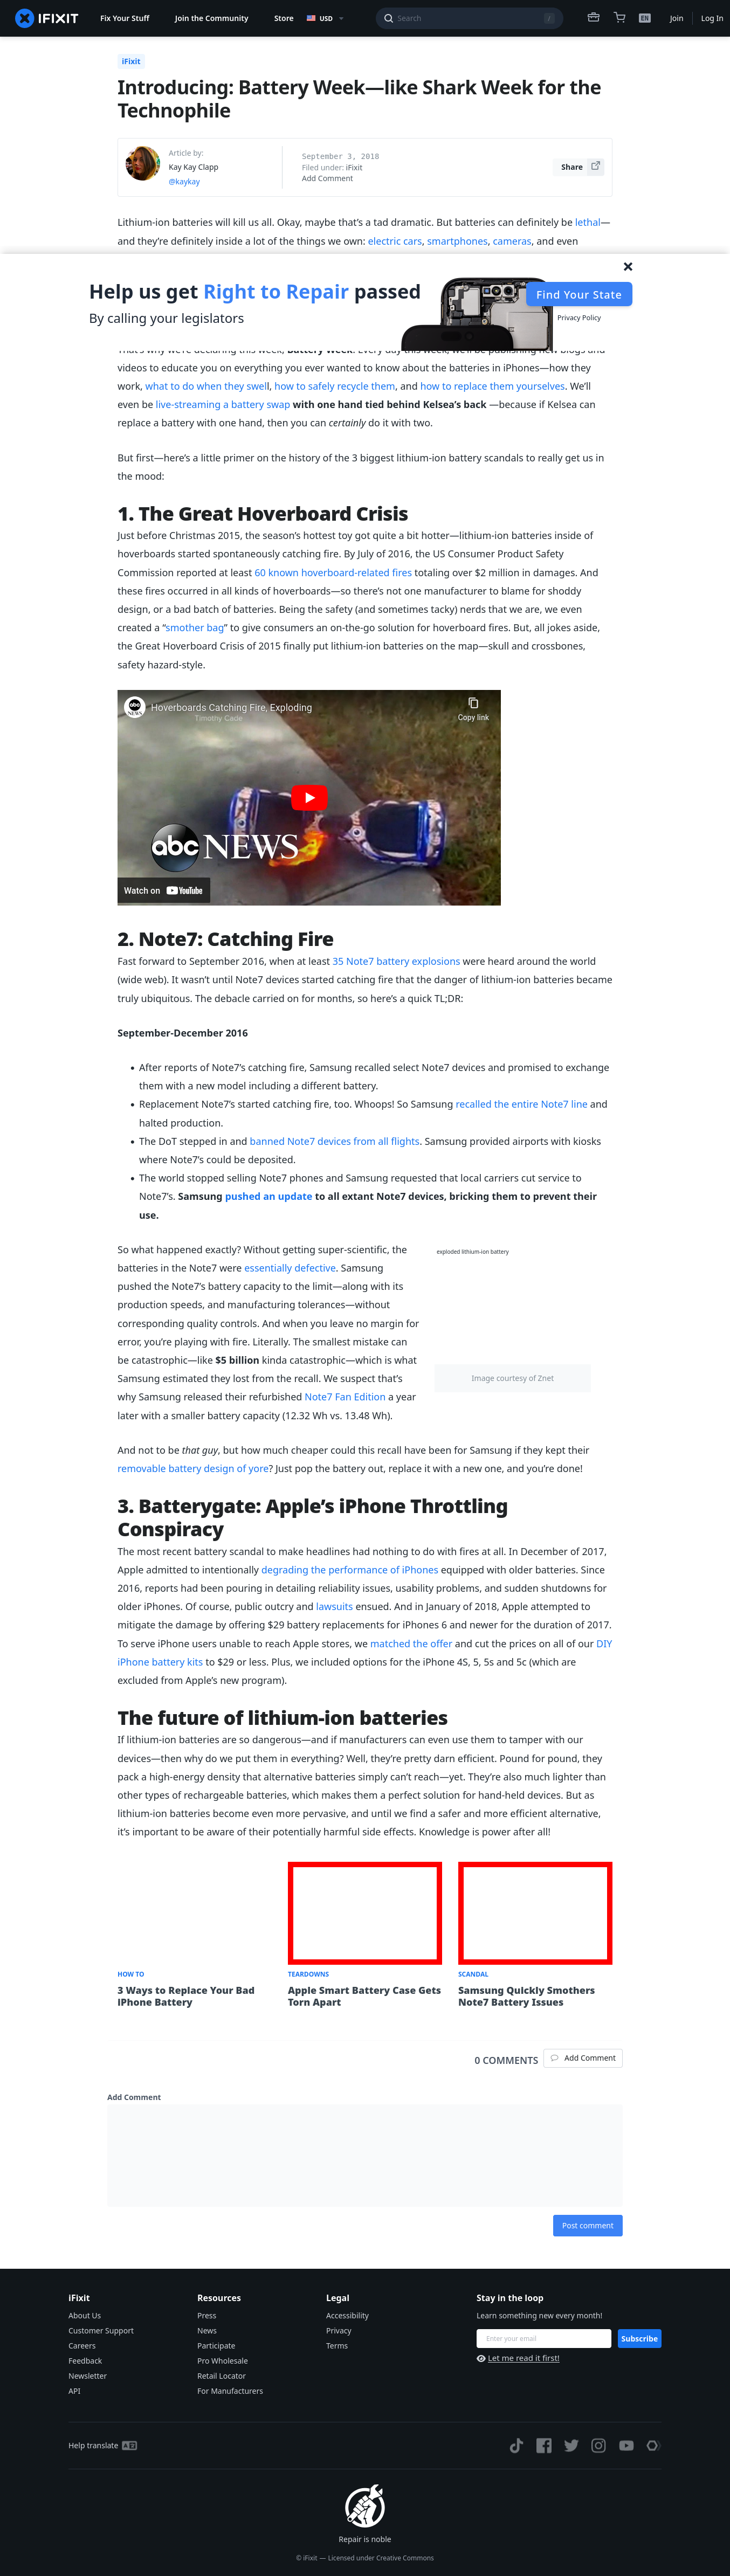 IFIXIT
Fix Your Stuff
Join the Community
Store
USD
Search
/
EN
Join
Log In
iFixit
Introducing: Battery Week—like Shark Week for the
Technophile
Article by:
Kay Kay Clapp
@kaykay
September 3, 2018
Filed under: iFixit
Add Comment
Share
Lithium-ion batteries will kill us all. Okay, maybe that’s a tad dramatic. But batteries can definitely be lethal—
and they’re definitely inside a lot of the things we own: electric cars, smartphones, cameras, and even
Help us get Right to Repair passed
By calling your legislators
Find Your State
Privacy Policy
That’s why we’re declaring this week, Battery Week. Every day this week, we’ll be publishing new blogs and
videos to educate you on everything you ever wanted to know about the batteries in iPhones—how they
work, what to do when they swell, how to safely recycle them, and how to replace them yourselves. We’ll
even be live-streaming a battery swap with one hand tied behind Kelsea’s back —because if Kelsea can
replace a battery with one hand, then you can certainly do it with two.
But first—here’s a little primer on the history of the 3 biggest lithium-ion battery scandals to really get us in
the mood:
1. The Great Hoverboard Crisis
Just before Christmas 2015, the season’s hottest toy got quite a bit hotter—lithium-ion batteries inside of
hoverboards started spontaneously catching fire. By July of 2016, the US Consumer Product Safety
Commission reported at least 60 known hoverboard-related fires totaling over $2 million in damages. And
these fires occurred in all kinds of hoverboards—so there’s not one manufacturer to blame for shoddy
design, or a bad batch of batteries. Being the safety (and sometimes tacky) nerds that we are, we even
created a “smother bag” to give consumers an on-the-go solution for hoverboard fires. But, all jokes aside,
the Great Hoverboard Crisis of 2015 finally put lithium-ion batteries on the map—skull and crossbones,
safety hazard-style.
abc NEWS
Hoverboards Catching Fire, Exploding
Timothy Cade
Copy link
abc NEWS
Watch on YouTube
2. Note7: Catching Fire
Fast forward to September 2016, when at least 35 Note7 battery explosions were heard around the world
(wide web). It wasn’t until Note7 devices started catching fire that the danger of lithium-ion batteries became
truly ubiquitous. The debacle carried on for months, so here’s a quick TL;DR:
September-December 2016
After reports of Note7’s catching fire, Samsung recalled select Note7 devices and promised to exchange
them with a new model including a different battery.
Replacement Note7’s started catching fire, too. Whoops! So Samsung recalled the entire Note7 line and
halted production.
The DoT stepped in and banned Note7 devices from all flights. Samsung provided airports with kiosks
where Note7’s could be deposited.
The world stopped selling Note7 phones and Samsung requested that local carriers cut service to
Note7’s. Samsung pushed an update to all extant Note7 devices, bricking them to prevent their
use.
So what happened exactly? Without getting super-scientific, the
batteries in the Note7 were essentially defective. Samsung
pushed the Note7’s battery capacity to the limit—along with its
production speeds, and manufacturing tolerances—without
corresponding quality controls. And when you leave no margin for
error, you’re playing with fire. Literally. The smallest mistake can
be catastrophic—like $5 billion kinda catastrophic—which is what
Samsung estimated they lost from the recall. We suspect that’s
why Samsung released their refurbished Note7 Fan Edition a year
later with a smaller battery capacity (12.32 Wh vs. 13.48 Wh).
exploded lithium-ion battery
Image courtesy of Znet
And not to be that guy, but how much cheaper could this recall have been for Samsung if they kept their
removable battery design of yore? Just pop the battery out, replace it with a new one, and you’re done!
3. Batterygate: Apple’s iPhone Throttling
Conspiracy
The most recent battery scandal to make headlines had nothing to do with fires at all. In December of 2017,
Apple admitted to intentionally degrading the performance of iPhones equipped with older batteries. Since
2016, reports had been pouring in detailing reliability issues, usability problems, and sudden shutdowns for
older iPhones. Of course, public outcry and lawsuits ensued. And in January of 2018, Apple attempted to
mitigate the damage by offering $29 battery replacements for iPhones 6 and newer for the duration of 2017.
To serve iPhone users unable to reach Apple stores, we matched the offer and cut the prices on all of our DIY
iPhone battery kits to $29 or less. Plus, we included options for the iPhone 4S, 5, 5s and 5c (which are
excluded from Apple’s new program).
The future of lithium-ion batteries
If lithium-ion batteries are so dangerous—and if manufacturers can even use them to tamper with our
devices—then why do we put them in everything? Well, they’re pretty darn efficient. Pound for pound, they
pack a high-energy density that alternative batteries simply can’t reach—yet. They’re also much lighter than
other types of rechargeable batteries, which makes them a perfect solution for hand-held devices. But as
lithium-ion batteries become even more pervasive, and until we find a safer and more efficient alternative,
it’s important to be aware of their potentially harmful side effects. Knowledge is power after all!
HOW TO
3 Ways to Replace Your Bad
iPhone Battery
TEARDOWNS
Apple Smart Battery Case Gets
Torn Apart
SCANDAL
Samsung Quickly Smothers
Note7 Battery Issues
0 COMMENTS
Add Comment
Add Comment
Post comment
iFixit
About Us
Customer Support
Careers
Feedback
Newsletter
API
Resources
Press
News
Participate
Pro Wholesale
Retail Locator
For Manufacturers
Legal
Accessibility
Privacy
Terms
Stay in the loop
Learn something new every month!
Enter your email
Subscribe
Let me read it first!
Help translate
Repair is noble
© iFixit — Licensed under Creative Commons